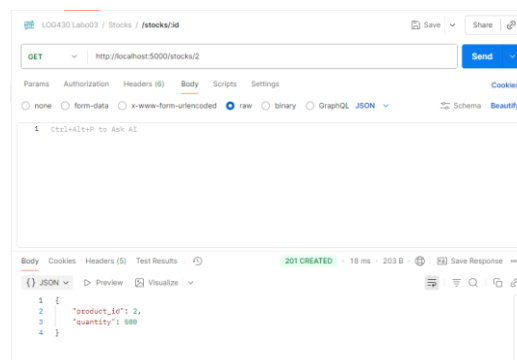 LOG430 Labo03 / Stocks / /stocks/:id Save Share
GET http://localhost:5000/stocks/2 Send
Params Authorization Headers (6) Body Scripts Settings Cookies
none form-data x-www-form-urlencoded raw binary GraphQL JSON Schema Beautify
1 Ctrl+Alt+P to Ask AI
Body Cookies Headers (5) Test Results 201 CREATED 18 ms 203 B Save Response
{} JSON Preview Visualize
1 {
2 "product_id": 2,
3 "quantity": 500
4 }